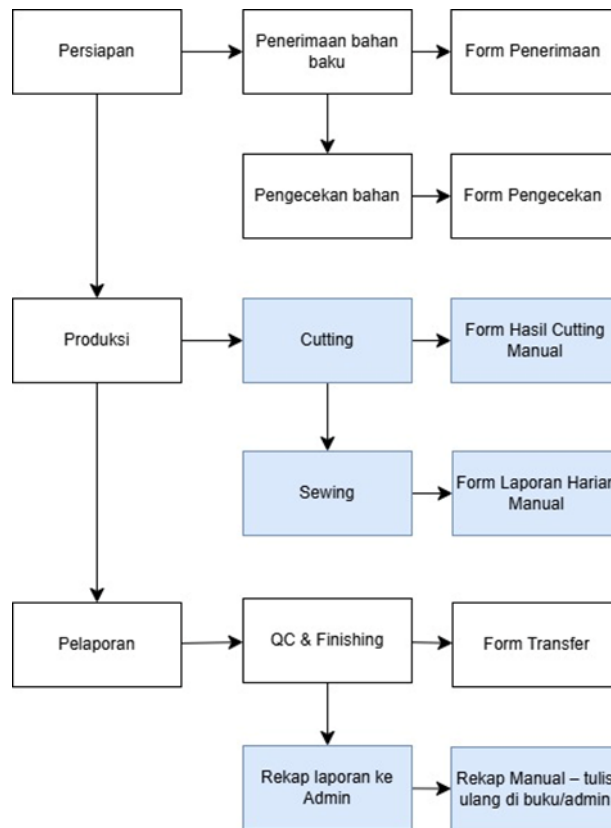 Persiapan
Penerimaan bahan
baku
Form Penerimaan
Pengecekan bahan
Form Pengecekan
Produksi
Cutting
Form Hasil Cutting
Manual
Sewing
Form Laporan Harian
Manual
Pelaporan
QC & Finishing
Form Transfer
Rekap laporan ke
Admin
Rekap Manual – tulis
ulang di buku/admin